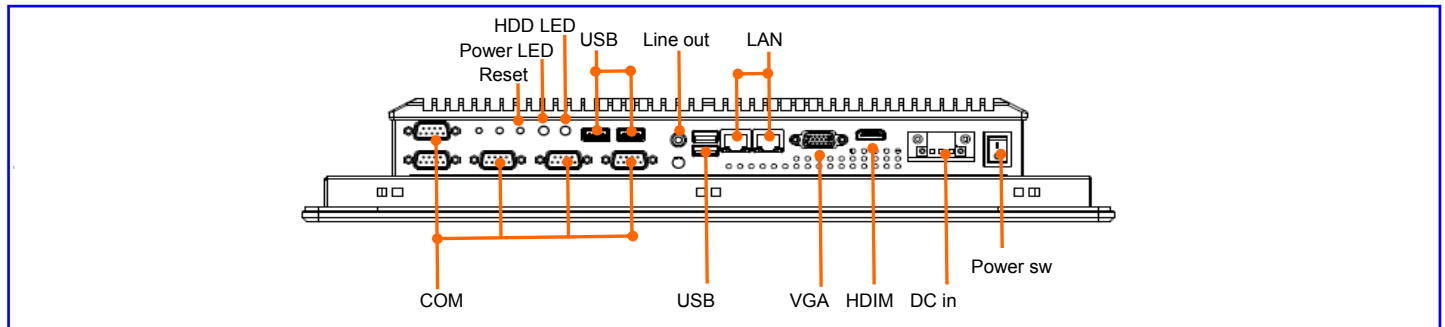 HDD LED
USB
Line out
LAN
Power LED
Reset
Power sw
COM
USB
VGA
HDIM
DC in